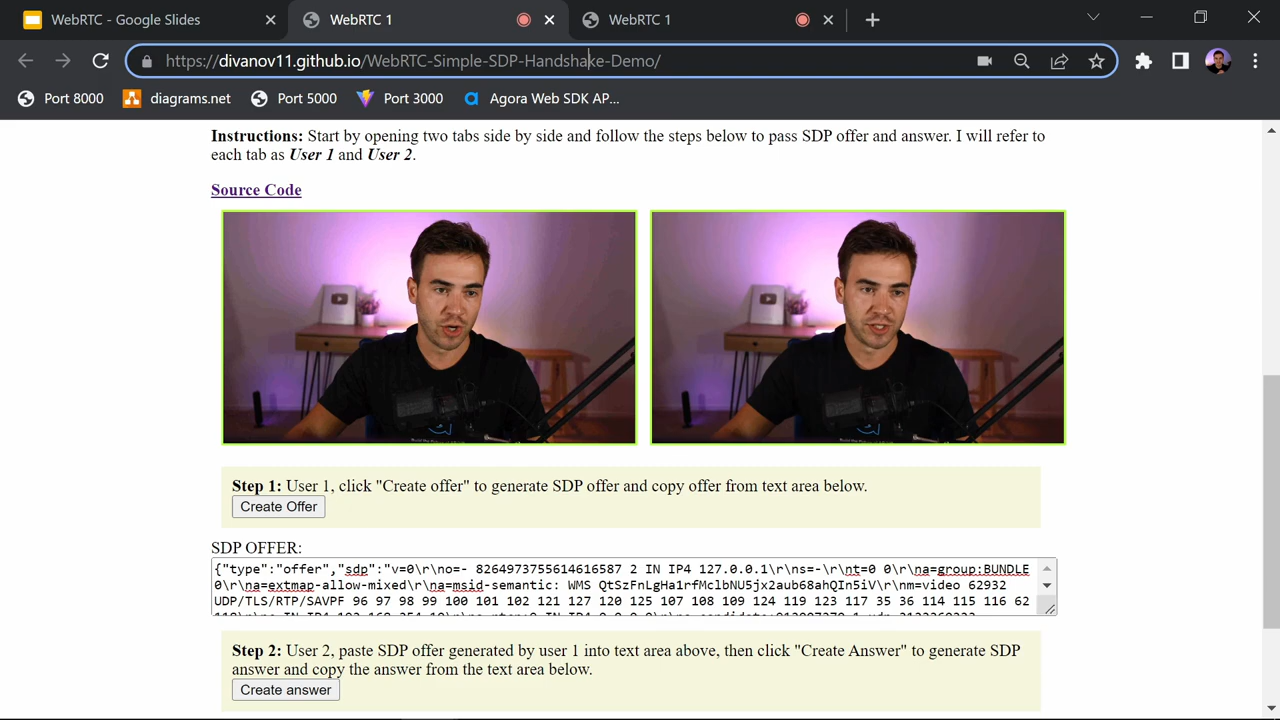 WebRTC - Google Slides
WebRTC 1
WebRTC 1
https://divanov11.github.io/WebRTC-Simple-SDP-Handshake-Demo/
Port 8000
diagrams.net
Port 5000
Port 3000
Agora Web SDK AP...
Instructions: Start by opening two tabs side by side and follow the steps below to pass SDP offer and answer. I will refer to
each tab as User 1 and User 2.
Source Code
Step 1: User 1, click "Create offer" to generate SDP offer and copy offer from text area below.
Create Offer
SDP OFFER:
{"type":"offer","sdp":"v=0\r\no=- 8264973755614616587 2 IN IP4 127.0.0.1\r\ns=-\r\nt=0 0\r\na=group:BUNDLE
0\r\na=extmap-allow-mixed\r\na=msid-semantic: WMS QtSzFnLgHa1rfMclbNU5jx2aub68ahQIn5iV\r\nm=video 62932
UDP/TLS/RTP/SAVPF 96 97 98 99 100 101 102 121 127 120 125 107 108 109 124 119 123 117 35 36 114 115 116 62
Step 2: User 2, paste SDP offer generated by user 1 into text area above, then click "Create Answer" to generate SDP
answer and copy the answer from the text area below.
Create answer